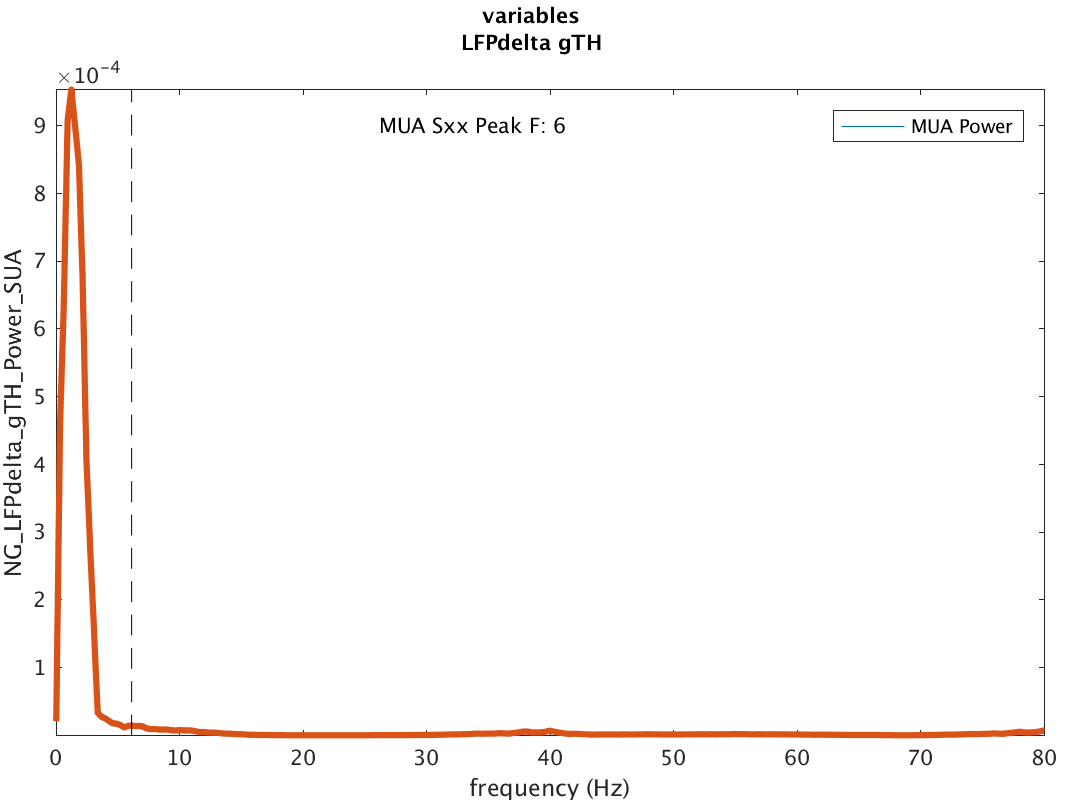 variables
LFPdelta gTH
×10⁻⁴
MUA Sxx Peak F: 6
MUA Power
9
8
7
6
5
4
3
2
1
NG_LFPdelta_gTH_Power_SUA
0 10 20 30 40 50 60 70 80
frequency (Hz)